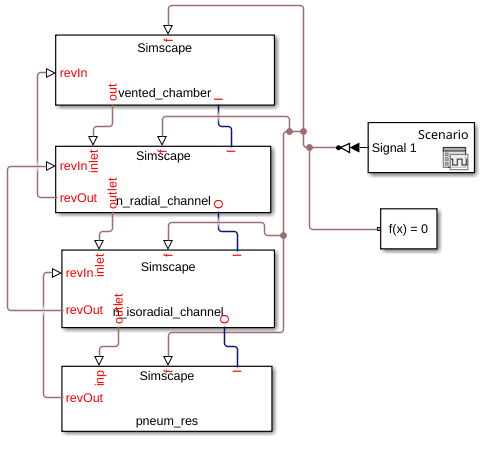 f
Simscape
revIn
out
vented_chamber
I
inlet
f
Simscape
I
revIn
outlet
revOut
n_radial_channel
O
inlet
f
I
Simscape
revIn
outlet
revOut
n_isoradial_channel
O
inp
f
I
Simscape
revOut
pneum_res
Scenario
Signal 1
f(x) = 0